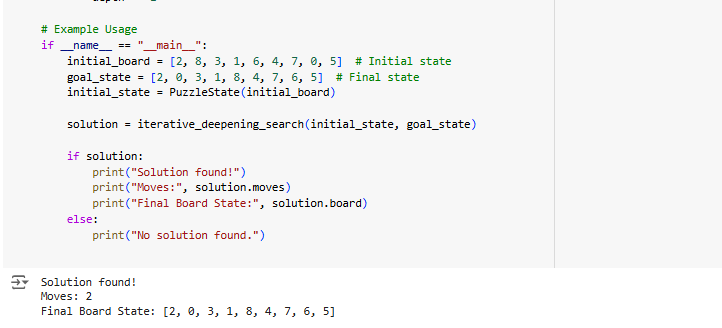 # Example Usage
if __name__ == "__main__":
    initial_board = [2, 8, 3, 1, 6, 4, 7, 0, 5]  # Initial state
    goal_state = [2, 0, 3, 1, 8, 4, 7, 6, 5]  # Final state
    initial_state = PuzzleState(initial_board)
    solution = iterative_deepening_search(initial_state, goal_state)
    if solution:
        print("Solution found!")
        print("Moves:", solution.moves)
        print("Final Board State:", solution.board)
    else:
        print("No solution found.")
Solution found!
Moves: 2
Final Board State: [2, 0, 3, 1, 8, 4, 7, 6, 5]